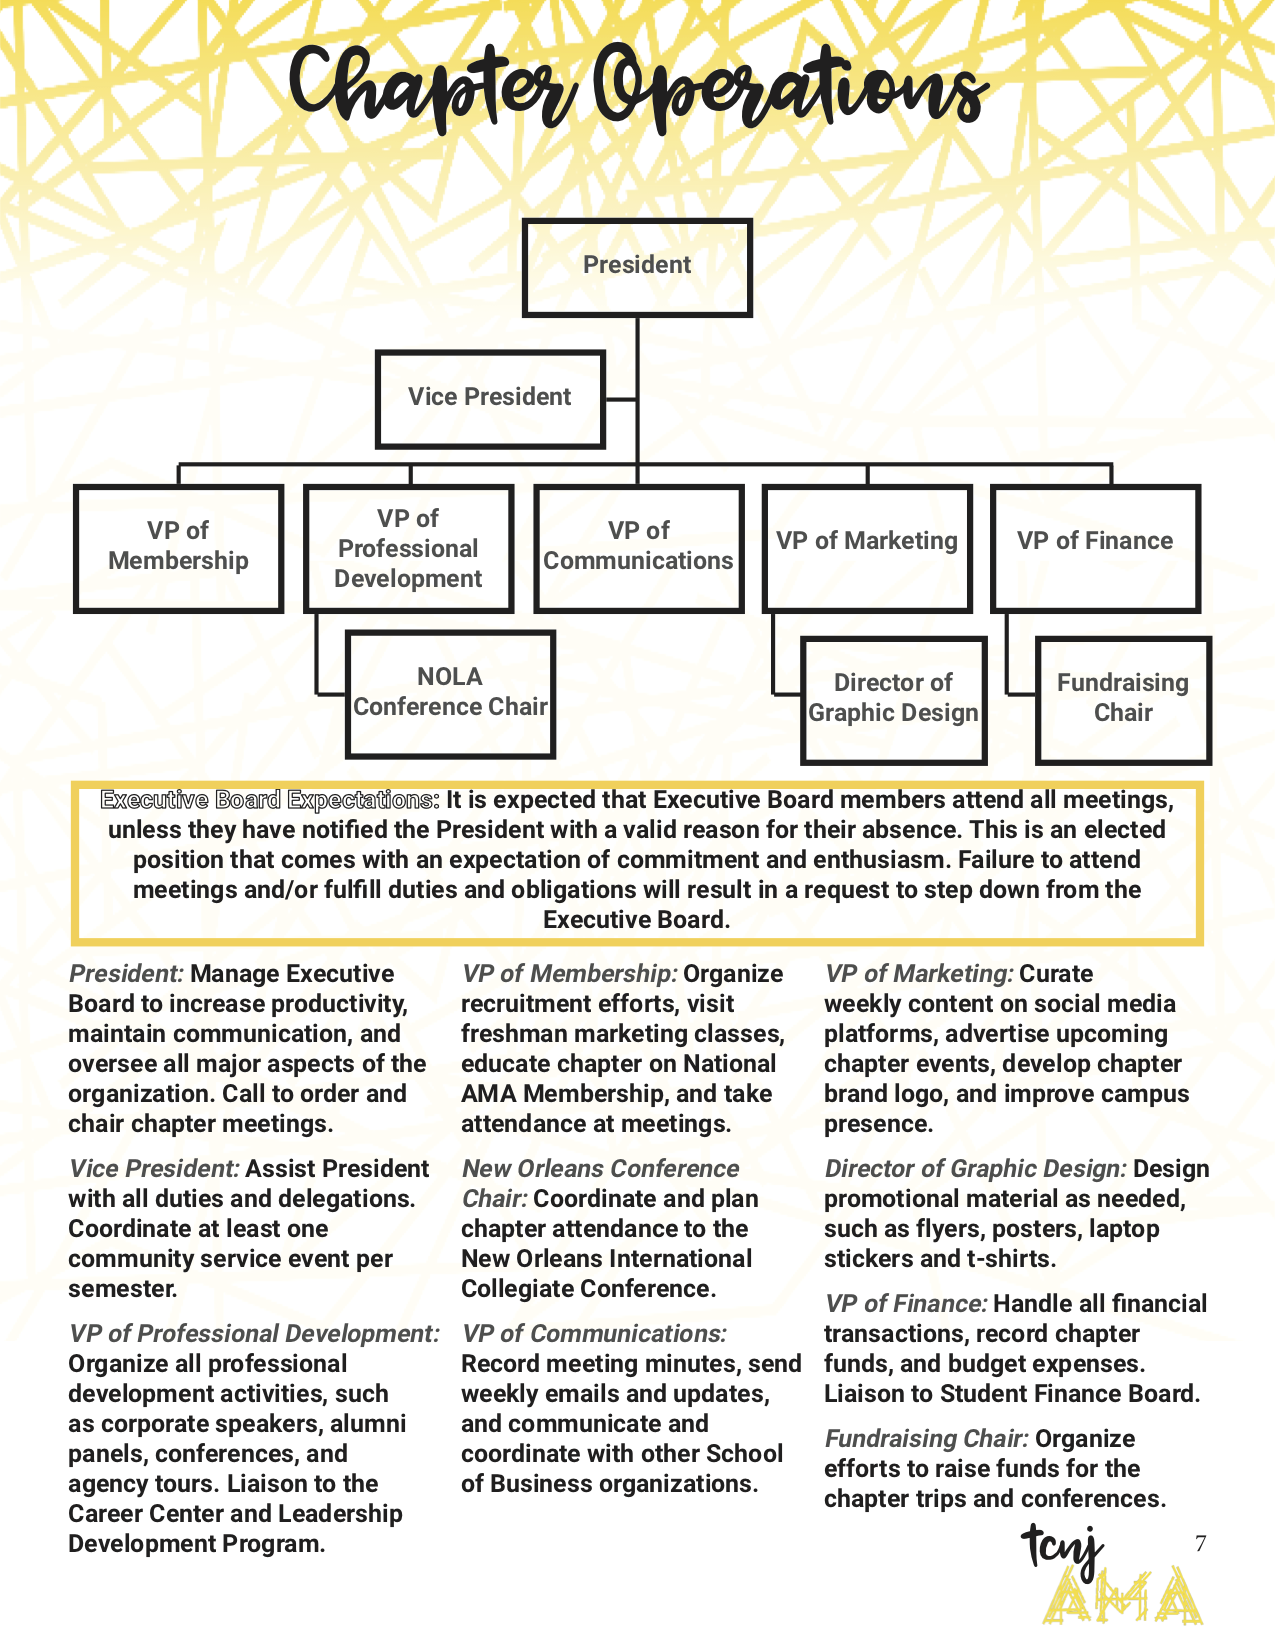 Chapter Operations
President
Vice President
VP of
Membership
VP of
Professional
Development
VP of
Communications
VP of Marketing
VP of Finance
NOLA
Conference Chair
Director of
Graphic Design
Fundraising
Chair
Executive Board Expectations: It is expected that Executive Board members attend all meetings,
unless they have notified the President with a valid reason for their absence. This is an elected
position that comes with an expectation of commitment and enthusiasm. Failure to attend
meetings and/or fulfill duties and obligations will result in a request to step down from the
Executive Board.
President: Manage Executive
Board to increase productivity,
maintain communication, and
oversee all major aspects of the
organization. Call to order and
chair chapter meetings.
Vice President: Assist President
with all duties and delegations.
Coordinate at least one
community service event per
semester.
VP of Professional Development:
Organize all professional
development activities, such
as corporate speakers, alumni
panels, conferences, and
agency tours. Liaison to the
Career Center and Leadership
Development Program.
VP of Membership: Organize
recruitment efforts, visit
freshman marketing classes,
educate chapter on National
AMA Membership, and take
attendance at meetings.
New Orleans Conference
Chair: Coordinate and plan
chapter attendance to the
New Orleans International
Collegiate Conference.
VP of Communications:
Record meeting minutes, send
weekly emails and updates,
and communicate and
coordinate with other School
of Business organizations.
VP of Marketing: Curate
weekly content on social media
platforms, advertise upcoming
chapter events, develop chapter
brand logo, and improve campus
presence.
Director of Graphic Design: Design
promotional material as needed,
such as flyers, posters, laptop
stickers and t-shirts.
VP of Finance: Handle all financial
transactions, record chapter
funds, and budget expenses.
Liaison to Student Finance Board.
Fundraising Chair: Organize
efforts to raise funds for the
chapter trips and conferences.
tcnj
AMA
7